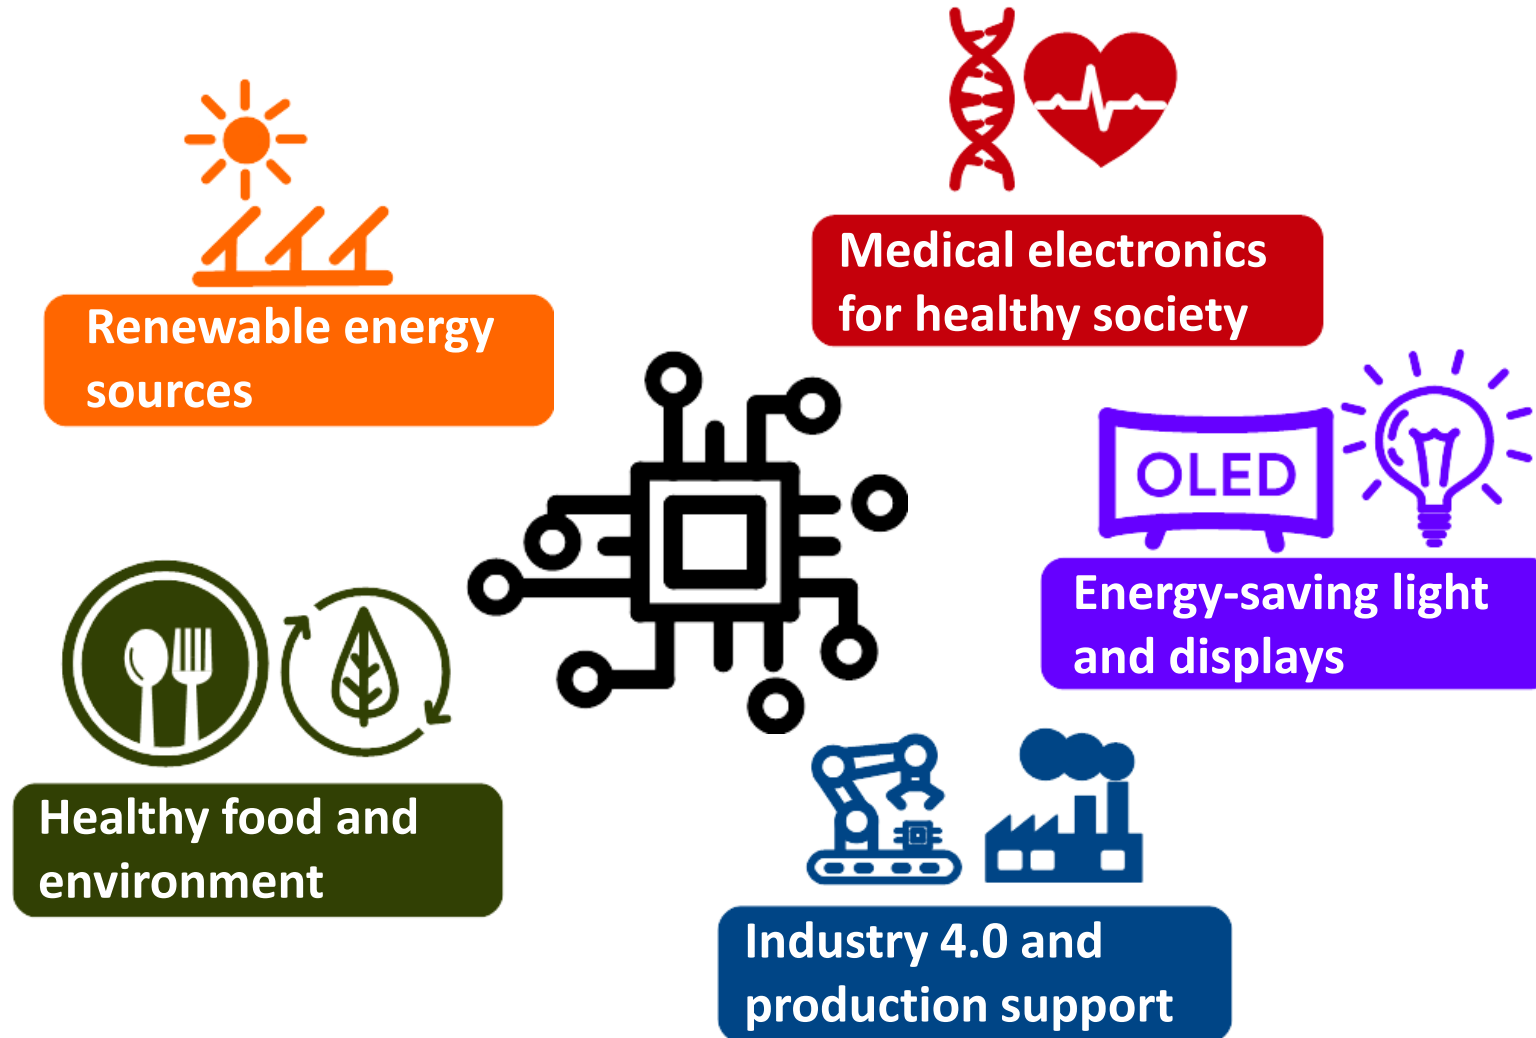 Medical electronics
for healthy society
Renewable energy
sources
OLED
Energy-saving light
and displays
Healthy food and
environment
Industry 4.0 and
production support